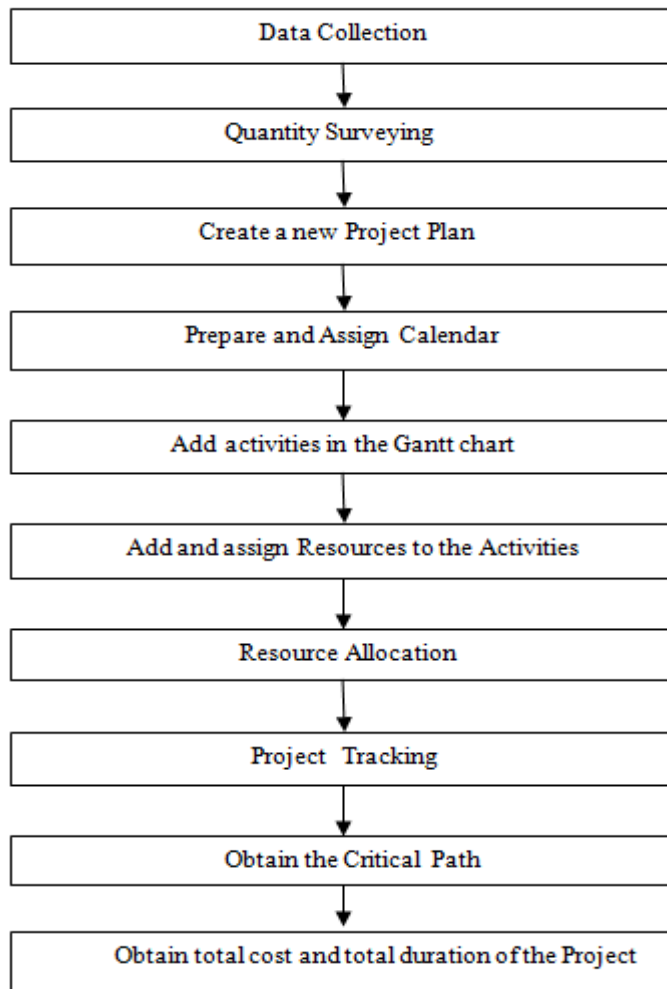 Data Collection
Quantity Surveying
Create a new Project Plan
Prepare and Assign Calendar
Add activities in the Gantt chart
Add and assign Resources to the Activities
Resource Allocation
Project Tracking
Obtain the Critical Path
Obtain total cost and total duration of the Project